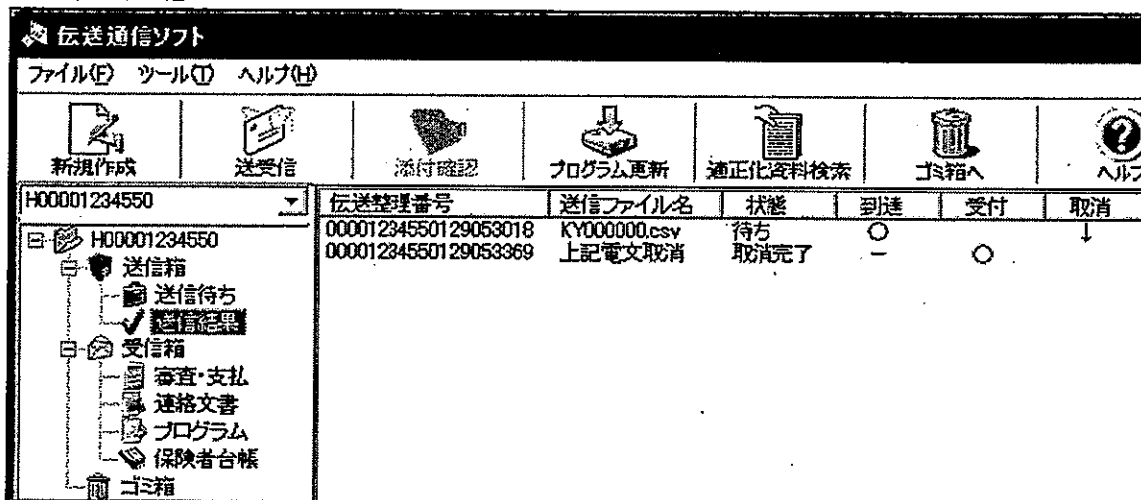 伝送通信ソフト
ファイル(F) ツール(T) ヘルプ(H)
新規作成 送受信 添付確認 プログラム更新 適正化資料検索 ゴミ箱へ ヘルプ
H00001234550 伝送整理番号 送信ファイル名 状態 到達 受付 取消
00001234550129053018 KY000000.csv 待ち ○ ↓
00001234550129053369 上記電文取消 取消完了 − ○
H00001234550
送信箱
送信待ち
送信結果
受信箱
審査・支払
連絡文書
プログラム
保険者台帳
ゴミ箱